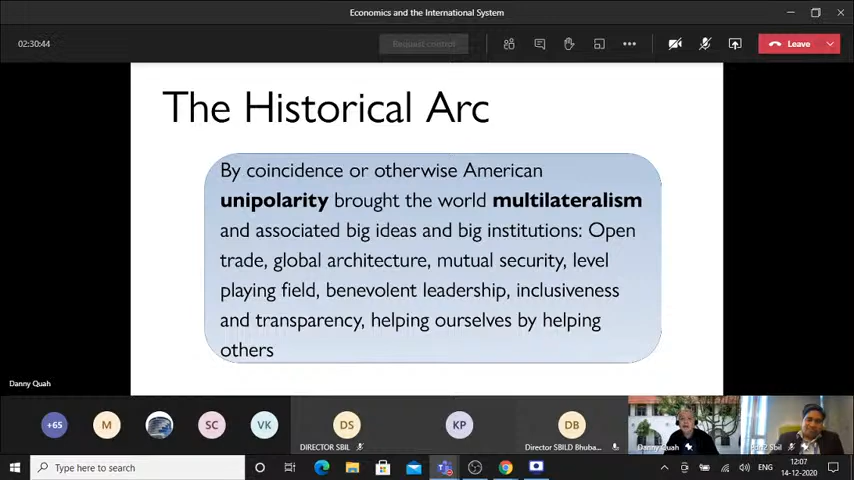 Economics and the International System
02:30:44
Request control
Leave
The Historical Arc
By coincidence or otherwise American
unipolarity brought the world multilateralism
and associated big ideas and big institutions: Open
trade, global architecture, mutual security, level
playing field, benevolent leadership, inclusiveness
and transparency, helping ourselves by helping
others
Danny Quah
+65
M
SC
VK
DS
KP
DB
DIRECTOR SBIL
Director SBILD Bhuba...
Danny Quah
Sbil
Type here to search
ENG
12:07
14-12-2020